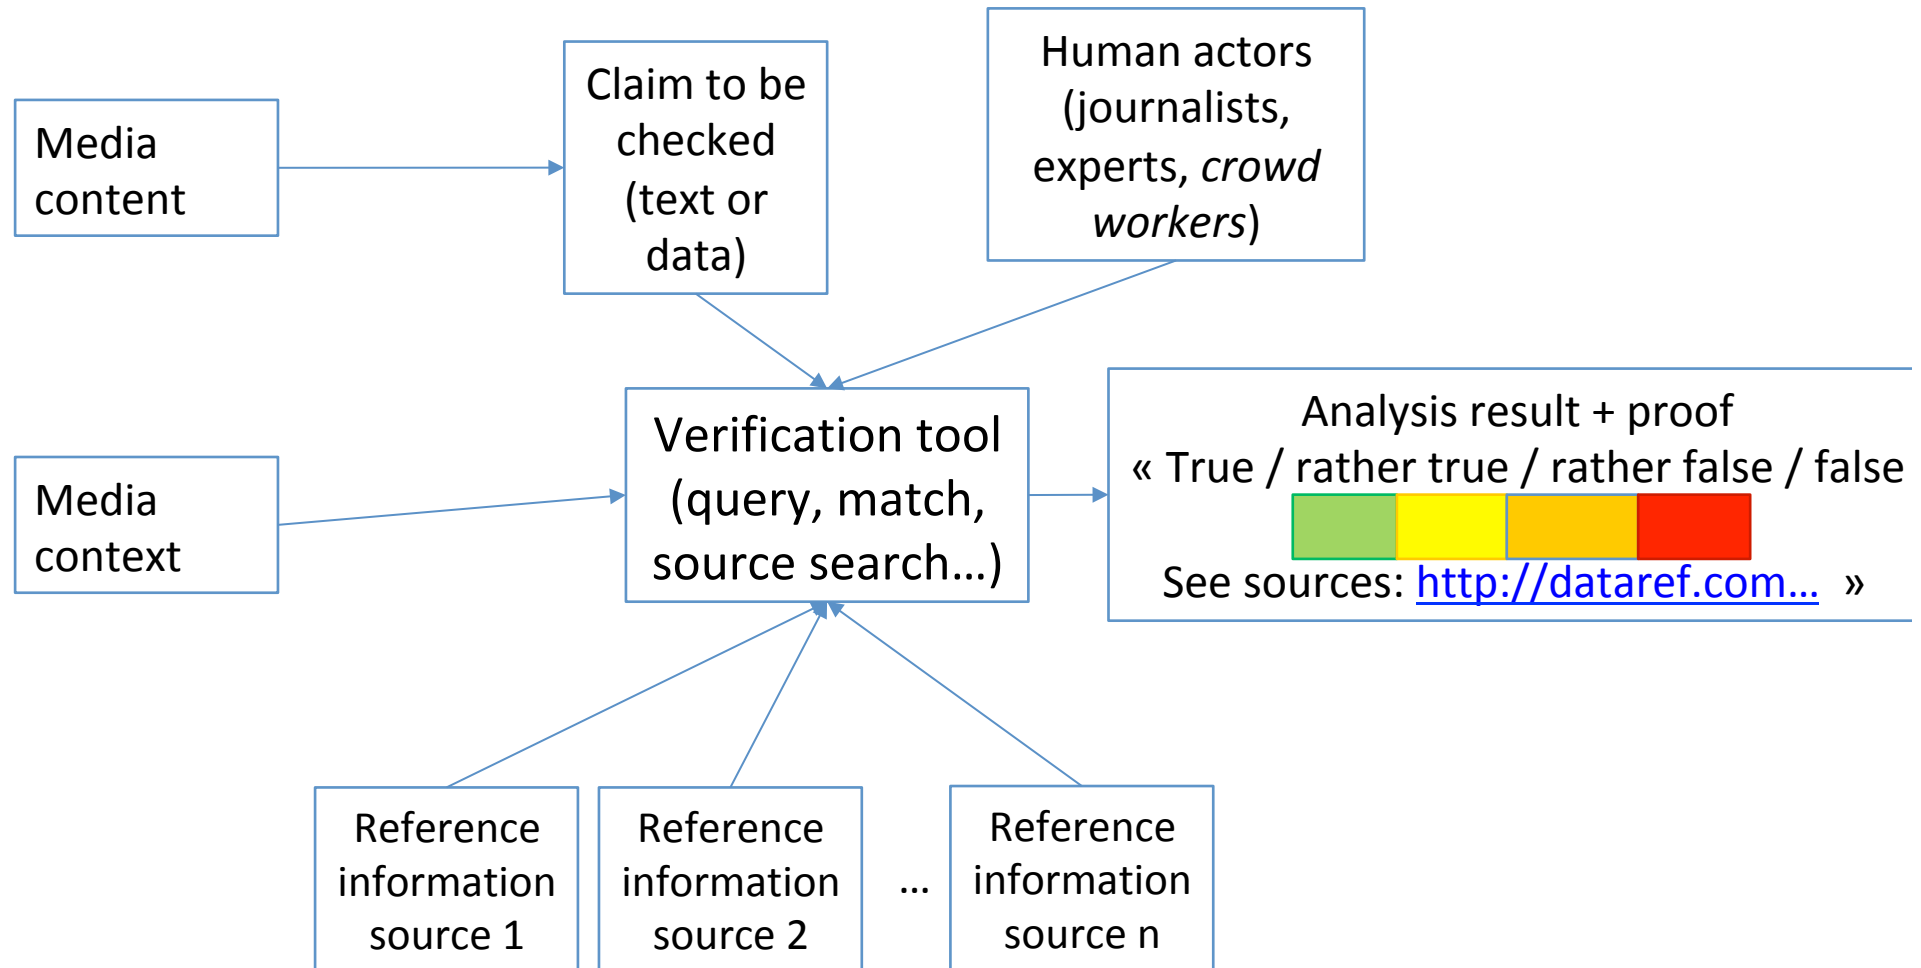 Media
content
Claim to be
checked
(text or
data)
Human actors
(journalists,
experts, crowd
workers)
Media
context
Verification tool
(query, match,
source search…)
Analysis result + proof
« True / rather true / rather false / false
See sources: http://dataref.com… »
Reference
information
source 1
Reference
information
source 2
…
Reference
information
source n